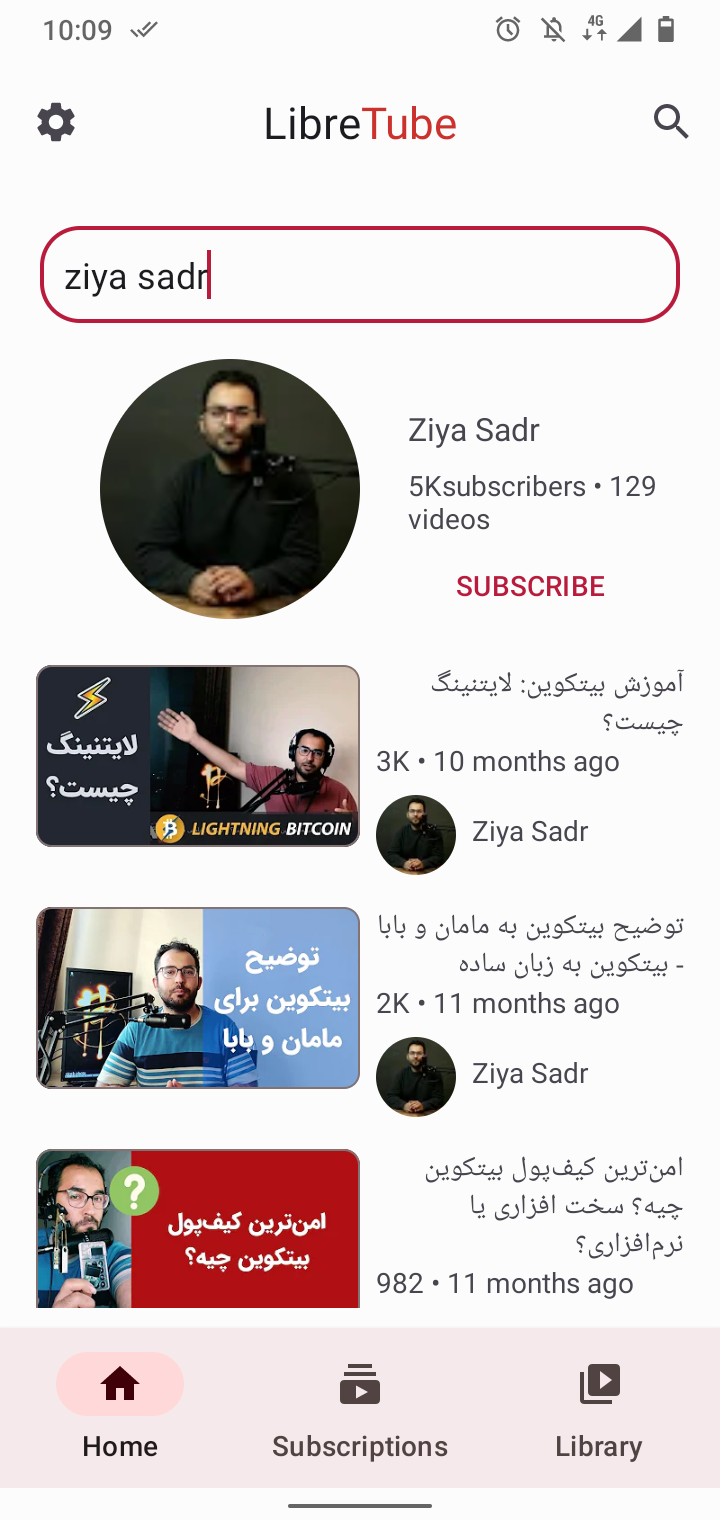 10:09
4G
LibreTube
ziya sadr
Ziya Sadr
5Ksubscribers • 129
videos
SUBSCRIBE
لایتنینگ
چیست؟
LIGHTNING BITCOIN
آموزش بیتکوین: لایتنینگ
چیست؟
3K • 10 months ago
Ziya Sadr
توضیح
بیتکوین برای
مامان و بابا
توضیح بیتکوین به مامان و بابا
- بیتکوین به زبان ساده
2K • 11 months ago
Ziya Sadr
?
امن‌ترین کیف‌پول
بیتکوین چیه؟
امن‌ترین کیف‌پول بیتکوین
چیه؟ سخت افزاری یا
نرم‌افزاری؟
982 • 11 months ago
Home
Subscriptions
Library